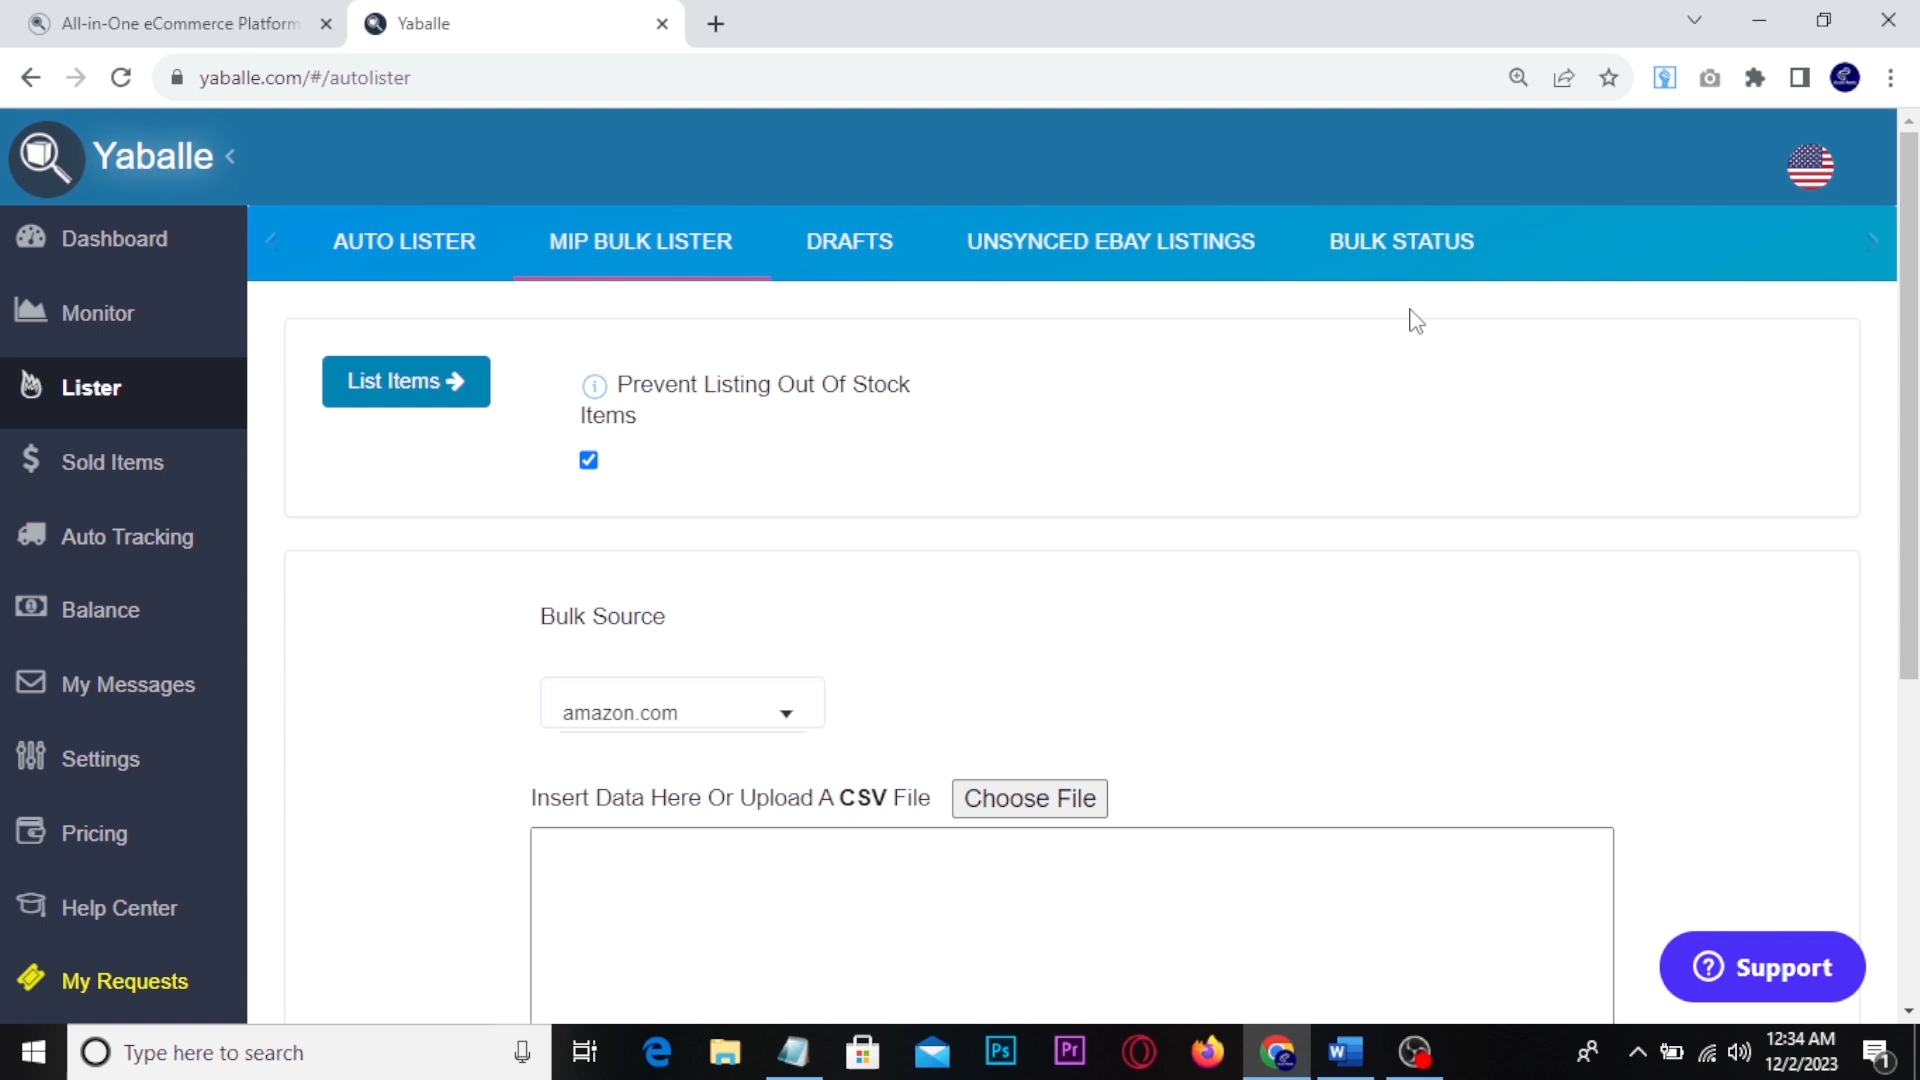 All-in-One eCommerce Platform
Yaballe
yaballe.com/#/autolister
Yaballe
Dashboard
Monitor
Lister
Sold Items
Auto Tracking
Balance
My Messages
Settings
Pricing
Help Center
My Requests
AUTO LISTER
MIP BULK LISTER
DRAFTS
UNSYNCED EBAY LISTINGS
BULK STATUS
List Items
Prevent Listing Out Of Stock
Items
Bulk Source
amazon.com
Insert Data Here Or Upload A CSV File
Choose File
Support
Type here to search
Ps
Pr
W
12:34 AM
12/2/2023
1